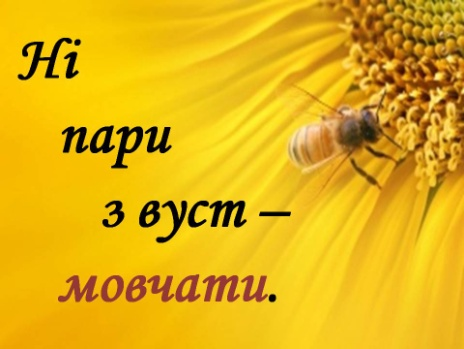 Ні
пари
з вуст –
мовчати.